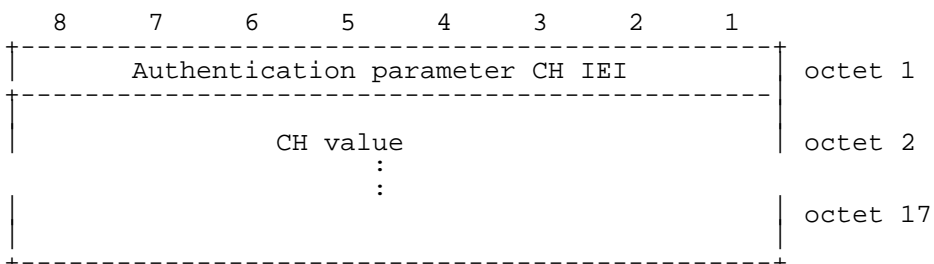 8 7 6 5 4 3 2 1
Authentication parameter CH IEI octet 1
CH value octet 2
:
:
octet 17